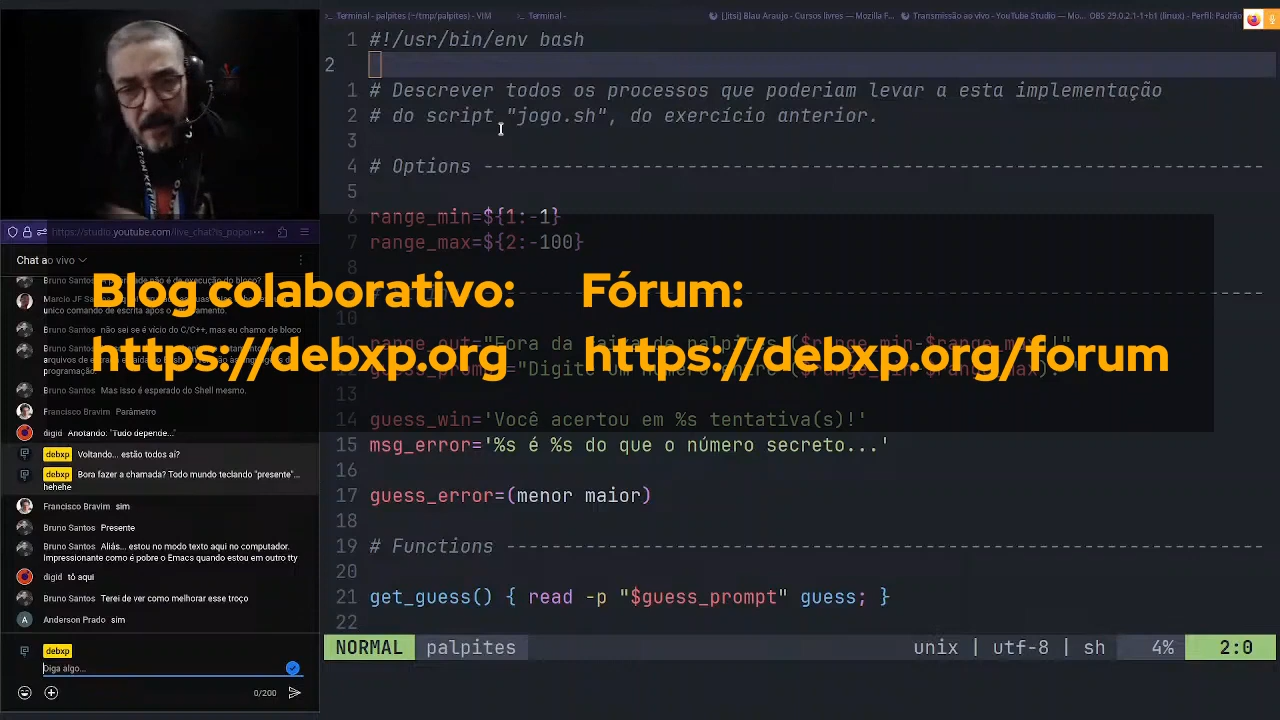 Terminal - palpites (~/tmp/palpites) - VIM
Terminal -
[Jitsi] Blau Araujo - Cursos livres — Mozilla F...
Transmissão ao vivo - YouTube Studio — Mo...
OBS 29.0.2.1-1+b1 (linux) - Perfil: Padrão
1 #!/usr/bin/env bash
2
1 # Descrever todos os processos que poderiam levar a esta implementação
2 # do script "jogo.sh", do exercício anterior.
3
4 # Options
5
6 range_min=${1:-1}
7 range_max=${2:-100}
8
10
guess_win='Você acertou em %s tentativa(s)!'
15 msg_error='%s é %s do que o número secreto...'
16
17 guess_error=(menor maior)
18
19 # Functions
20
21 get_guess() { read -p "$guess_prompt" guess; }
22
NORMAL palpites unix | utf-8 | sh 4% 2:0
Blog colaborativo:
https://debxp.org
Fórum:
https://debxp.org/forum
Chat ao vivo
Bruno Santos não sei se é vício do C/C++, mas eu chamo de bloco
Bruno Santos Mas isso é esperado do Shell mesmo.
Francisco Bravim Parâmetro
digid Anotando: "Tudo depende..."
debxp Voltando... estão todos aí?
debxp Bora fazer a chamada? Todo mundo teclando "presente"...
hehehe
Francisco Bravim sim
Bruno Santos Presente
Bruno Santos Aliás... estou no modo texto aqui no computador.
Impressionante como é pobre o Emacs quando estou em outro tty
digid tô aqui
Bruno Santos Terei de ver como melhorar esse troço
Anderson Prado sim
debxp
Diga algo...
0/200